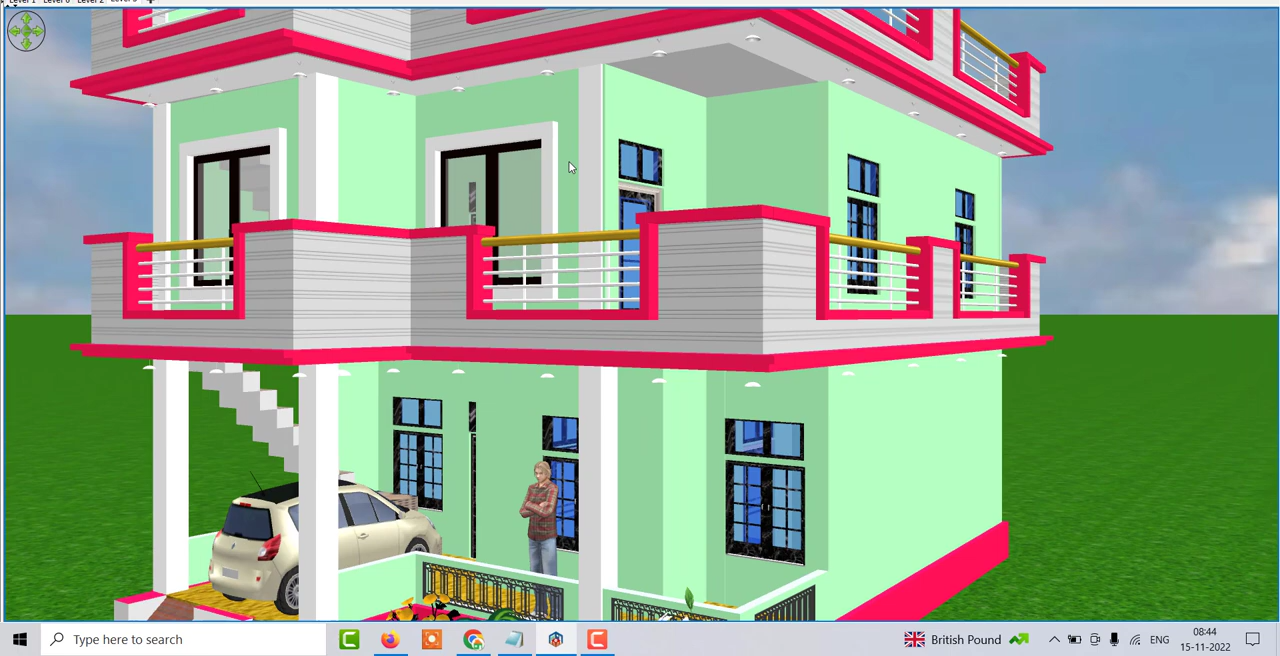 Type here to search
British Pound
ENG
08:44
15-11-2022